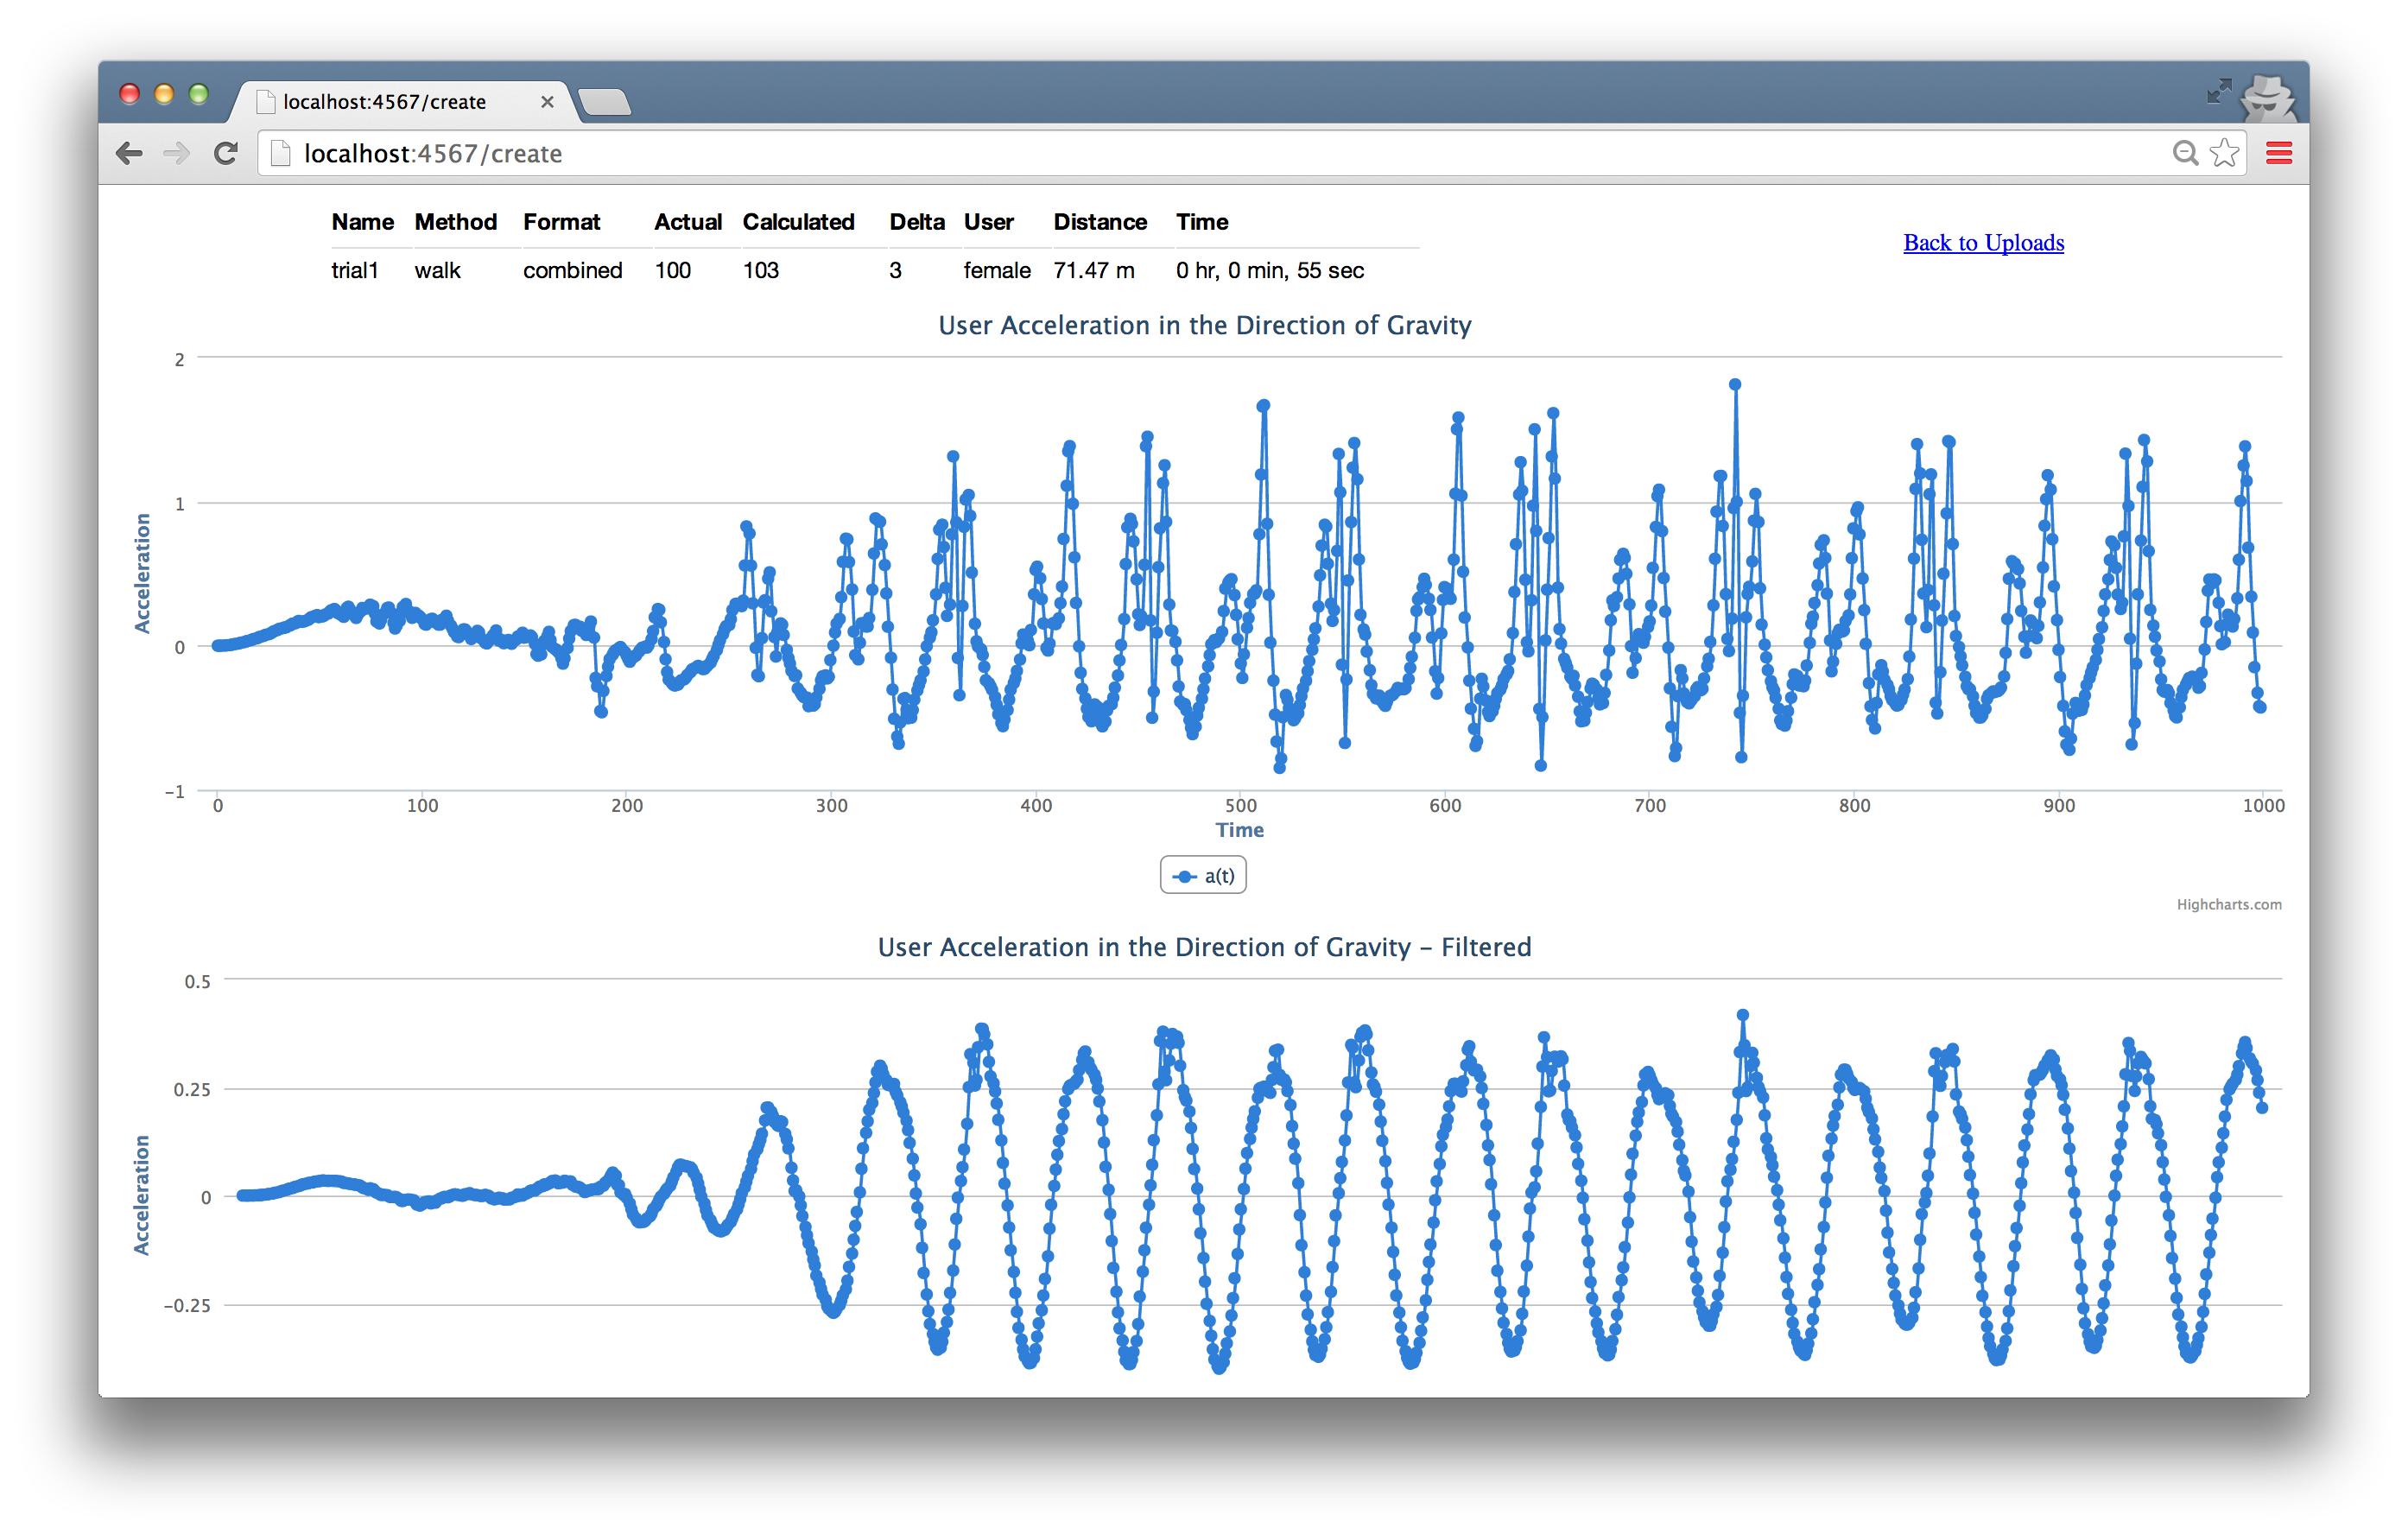 localhost:4567/create
localhost:4567/create
Name Method Format Actual Calculated Delta User Distance Time
trial1 walk combined 100 103 3 female 71.47 m 0 hr, 0 min, 55 sec
Back to Uploads
User Acceleration in the Direction of Gravity
2
1
0
−1
Acceleration
0 100 200 300 400 500 600 700 800 900 1000
Time
a(t)
Highcharts.com
User Acceleration in the Direction of Gravity – Filtered
0.5
0.25
0
−0.25
Acceleration